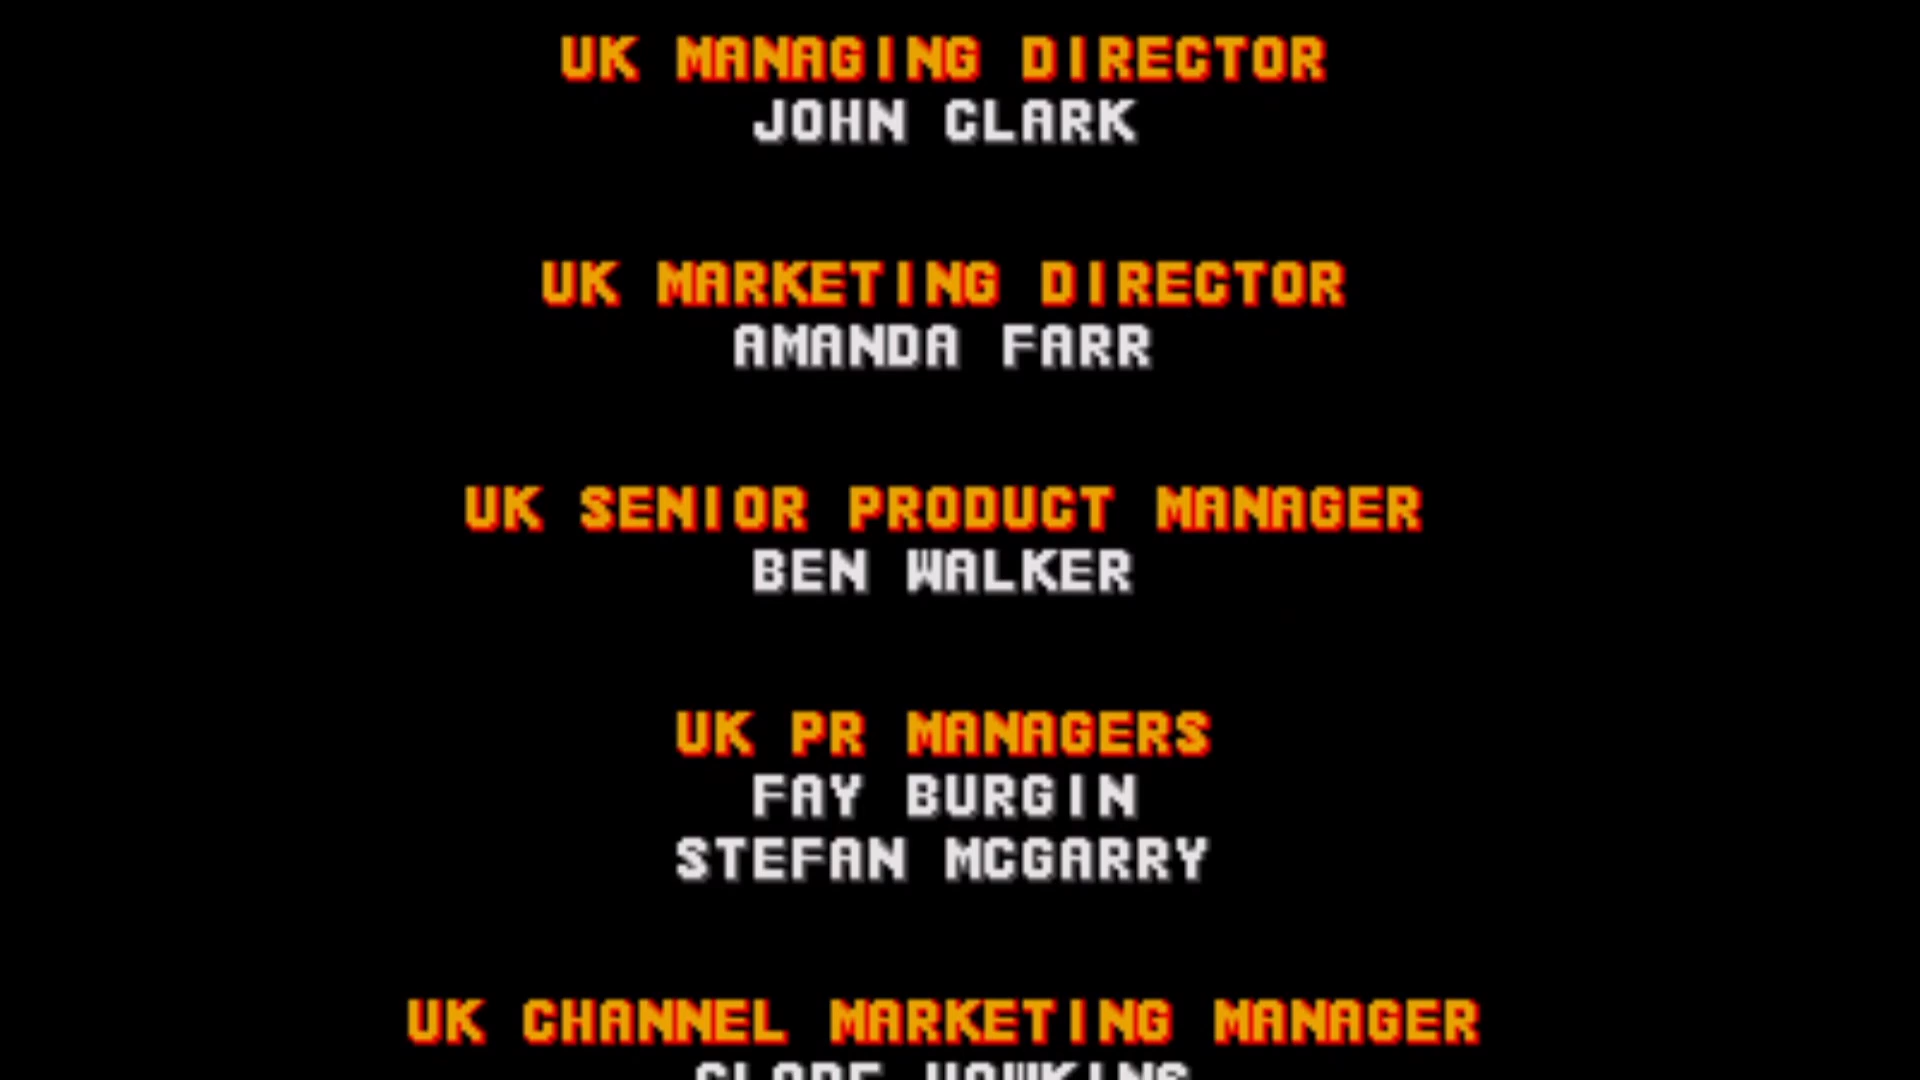 UK MANAGING DIRECTOR
JOHN CLARK
UK MARKETING DIRECTOR
AMANDA FARR
UK SENIOR PRODUCT MANAGER
BEN WALKER
UK PR MANAGERS
FAY BURGIN
STEFAN MCGARRY
UK CHANNEL MARKETING MANAGER